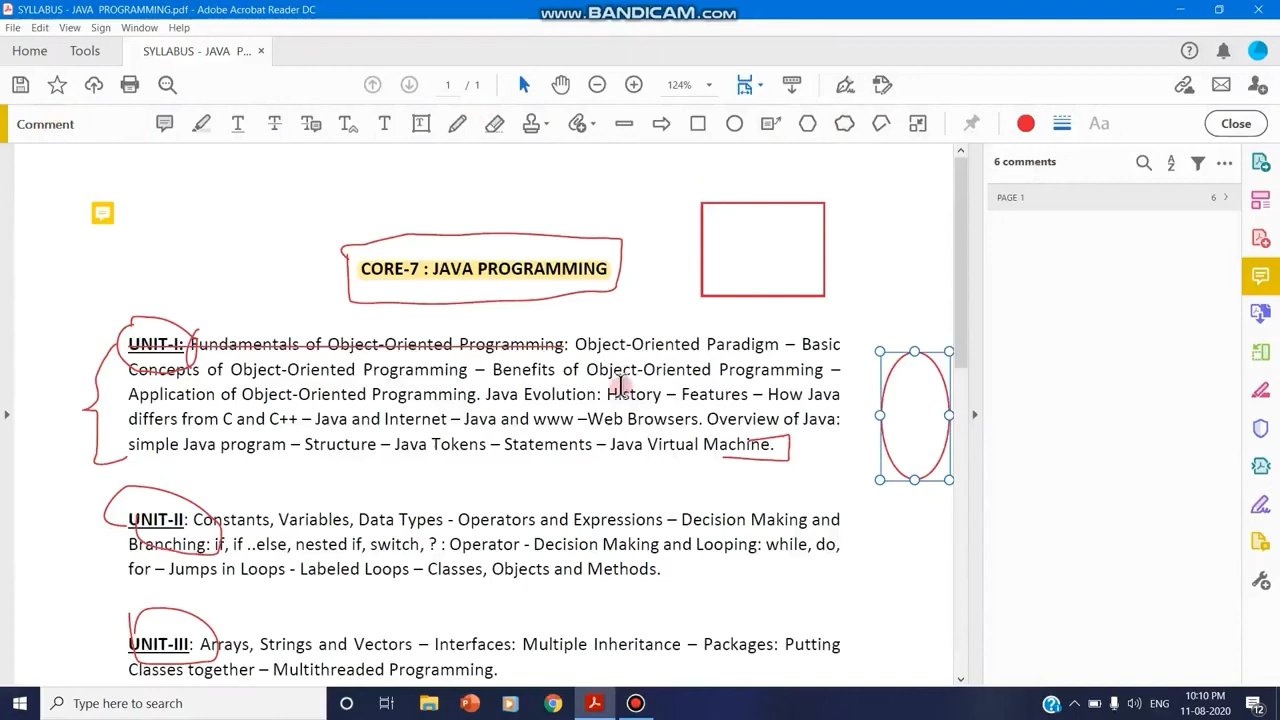 SYLLABUS - JAVA  PROGRAMMING.pdf - Adobe Acrobat Reader DC
www.BANDICAM.com
File Edit View Sign Window Help
Home Tools SYLLABUS - JAVA P... ×
1 / 1 124%
Comment Aa Close
6 comments
PAGE 1 6
CORE-7 : JAVA PROGRAMMING
UNIT-I: Fundamentals of Object-Oriented Programming: Object-Oriented Paradigm – Basic
Concepts of Object-Oriented Programming – Benefits of Object-Oriented Programming –
Application of Object-Oriented Programming. Java Evolution: History – Features – How Java
differs from C and C++ – Java and Internet – Java and www –Web Browsers. Overview of Java:
simple Java program – Structure – Java Tokens – Statements – Java Virtual Machine.
UNIT-II: Constants, Variables, Data Types - Operators and Expressions – Decision Making and
Branching: if, if ..else, nested if, switch, ? : Operator - Decision Making and Looping: while, do,
for – Jumps in Loops - Labeled Loops – Classes, Objects and Methods.
UNIT-III: Arrays, Strings and Vectors – Interfaces: Multiple Inheritance – Packages: Putting
Classes together – Multithreaded Programming.
Type here to search
ENG
10:10 PM
11-08-2020
12